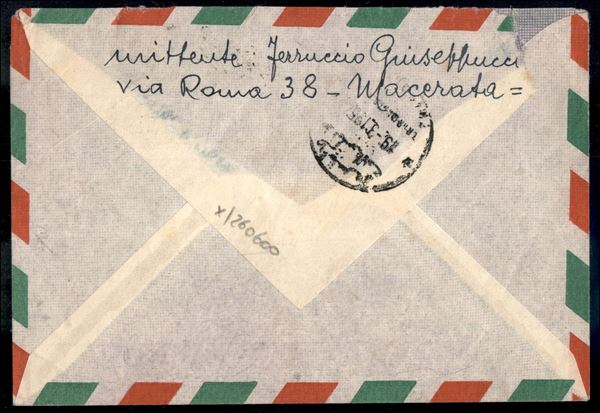 mittente Ferruccio Giuseppucci
via Roma 38 - Macerata =
x/260600